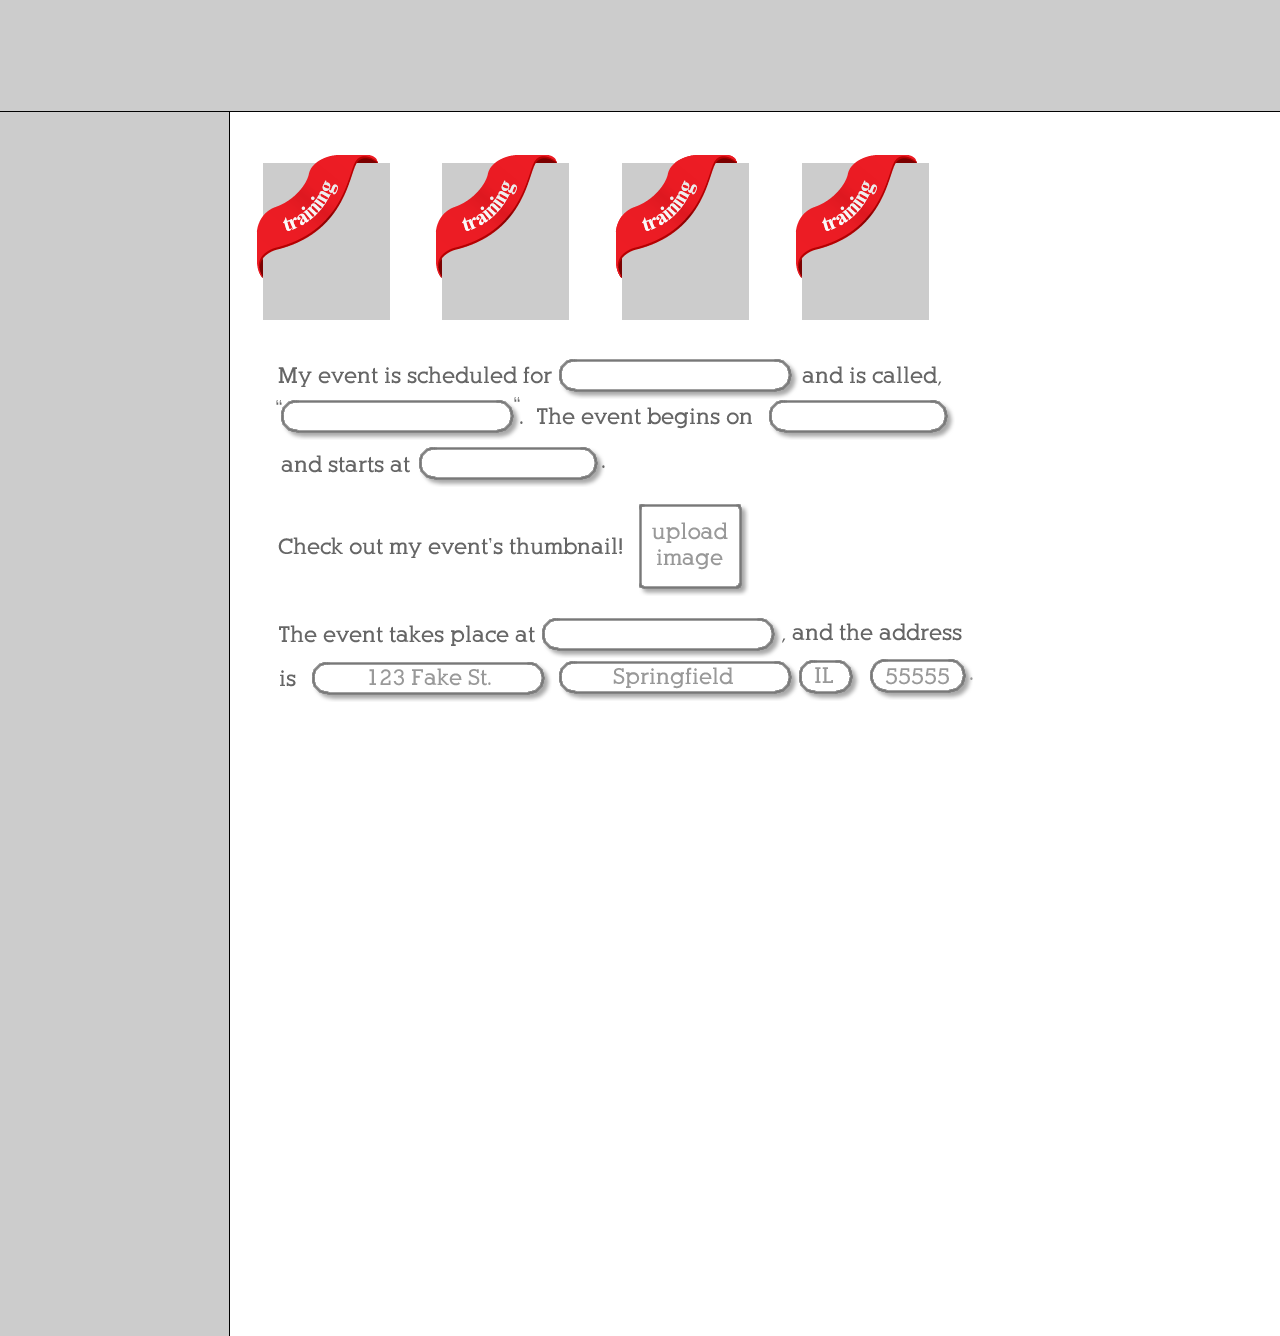 training training training training
My event is scheduled for and is called,
“ “. The event begins on
and starts at .
Check out my event's thumbnail! upload
image
The event takes place at , and the address
is 123 Fake St. Springfield IL 55555 .